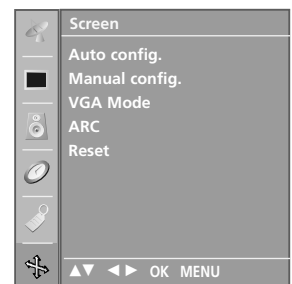 Screen
Auto config.
Manual config.
VGA Mode
ARC
Reset
▲▼ ◄► OK MENU